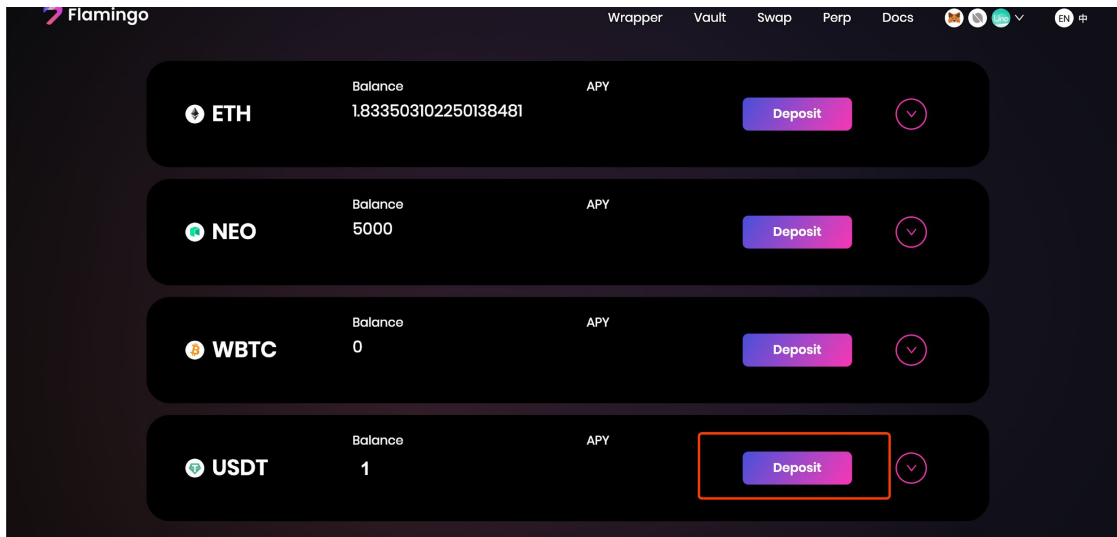 Flamingo Wrapper Vault Swap Perp Docs Lino EN 中
Balance APY
ETH 1.833503102250138481 Deposit
Balance APY
NEO 5000 Deposit
Balance APY
WBTC 0 Deposit
Balance APY
USDT 1 Deposit